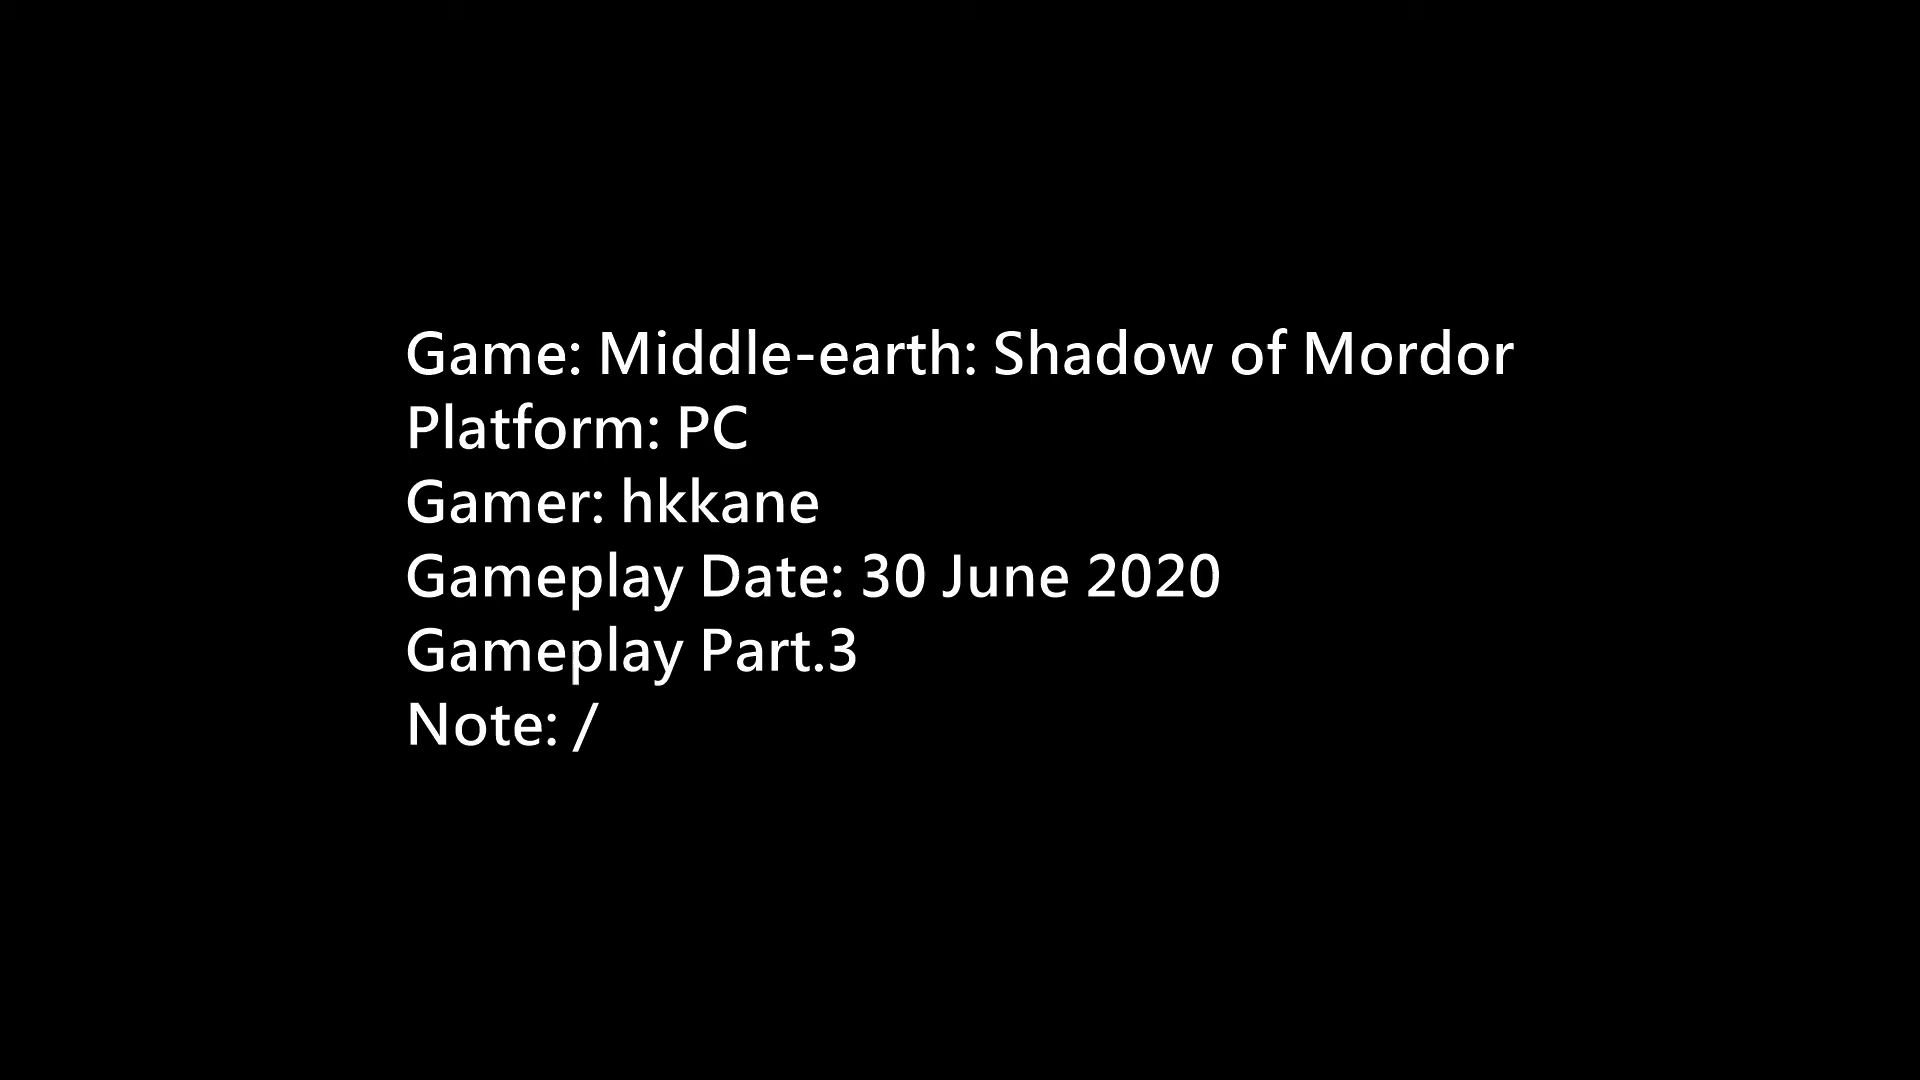 Game: Middle-earth: Shadow of Mordor
Platform: PC
Gamer: hkkane
Gameplay Date: 30 June 2020
Gameplay Part.3
Note: /